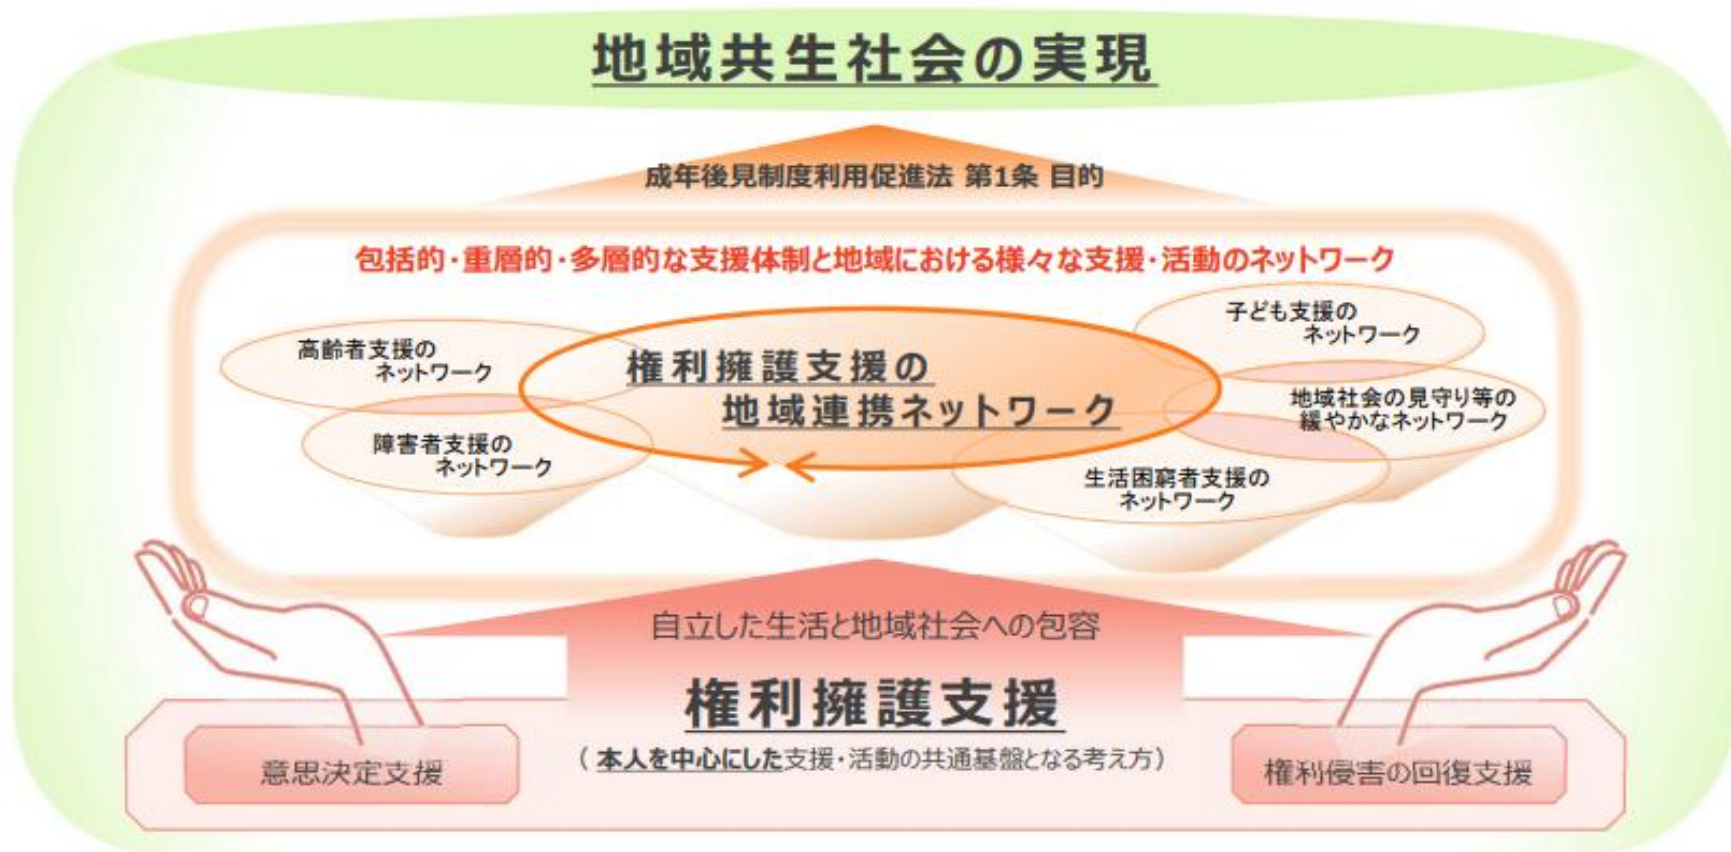 地域共生社会の実現
成年後見制度利用促進法 第1条 目的
包括的・重層的・多層的な支援体制と地域における様々な支援・活動のネットワーク
高齢者支援の
ネットワーク
障害者支援の
ネットワーク
権利擁護支援の
地域連携ネットワーク
子ども支援の
ネットワーク
地域社会の見守り等の
緩やかなネットワーク
生活困窮者支援の
ネットワーク
自立した生活と地域社会への包容
権利擁護支援
（ 本人を中心にした支援・活動の共通基盤となる考え方）
意思決定支援
権利侵害の回復支援